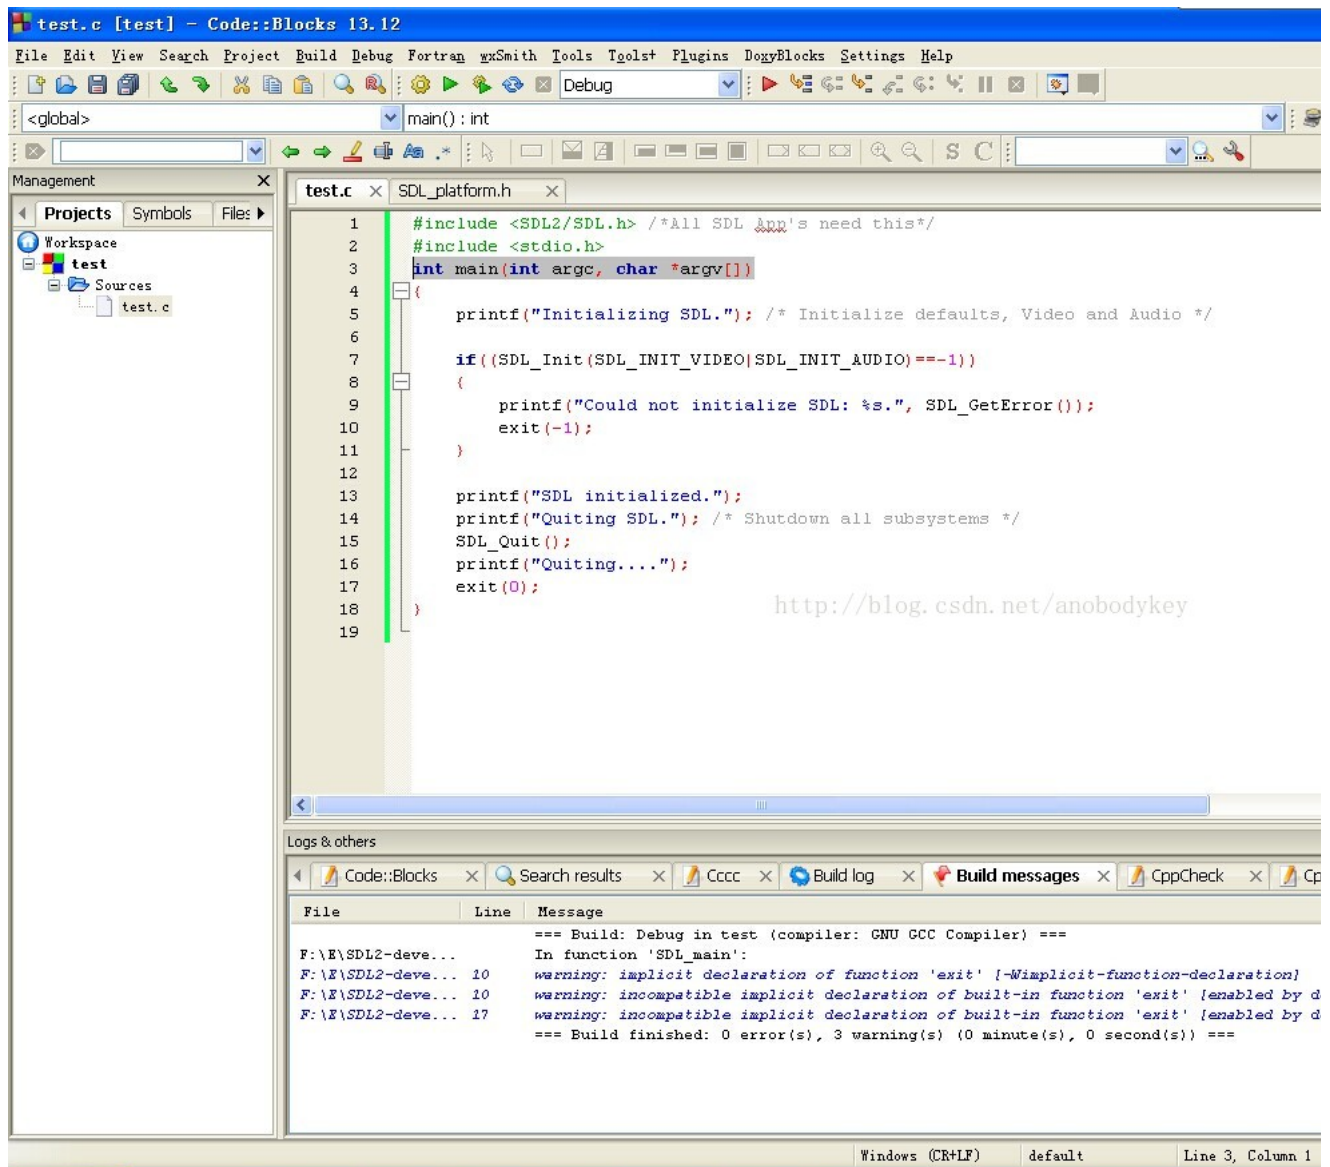 test.c [test] - Code::Blocks 13.12
File Edit View Search Project Build Debug Fortran wxSmith Tools Tools+ Plugins DoxyBlocks Settings Help
Debug
<global> main() : int
S C
Management
Projects Symbols Files
Workspace
test
Sources
test.c
test.c SDL_platform.h
1 #include <SDL2/SDL.h> /*All SDL App's need this*/
2 #include <stdio.h>
3 int main(int argc, char *argv[])
4 {
5 printf("Initializing SDL."); /* Initialize defaults, Video and Audio */
6
7 if((SDL_Init(SDL_INIT_VIDEO|SDL_INIT_AUDIO)==-1))
8 {
9 printf("Could not initialize SDL: %s.", SDL_GetError());
10 exit(-1);
11 }
12
13 printf("SDL initialized.");
14 printf("Quiting SDL."); /* Shutdown all subsystems */
15 SDL_Quit();
16 printf("Quiting....");
17 exit(0);
18 }
19
http://blog.csdn.net/anobodykey
Logs & others
Code::Blocks Search results Cccc Build log Build messages CppCheck Cp
File Line Message
=== Build: Debug in test (compiler: GNU GCC Compiler) ===
F:\E\SDL2-deve... In function 'SDL_main':
F:\E\SDL2-deve... 10 warning: implicit declaration of function 'exit' [-Wimplicit-function-declaration]
F:\E\SDL2-deve... 10 warning: incompatible implicit declaration of built-in function 'exit' [enabled by d
F:\E\SDL2-deve... 17 warning: incompatible implicit declaration of built-in function 'exit' [enabled by d
=== Build finished: 0 error(s), 3 warning(s) (0 minute(s), 0 second(s)) ===
Windows (CR+LF) default Line 3, Column 1